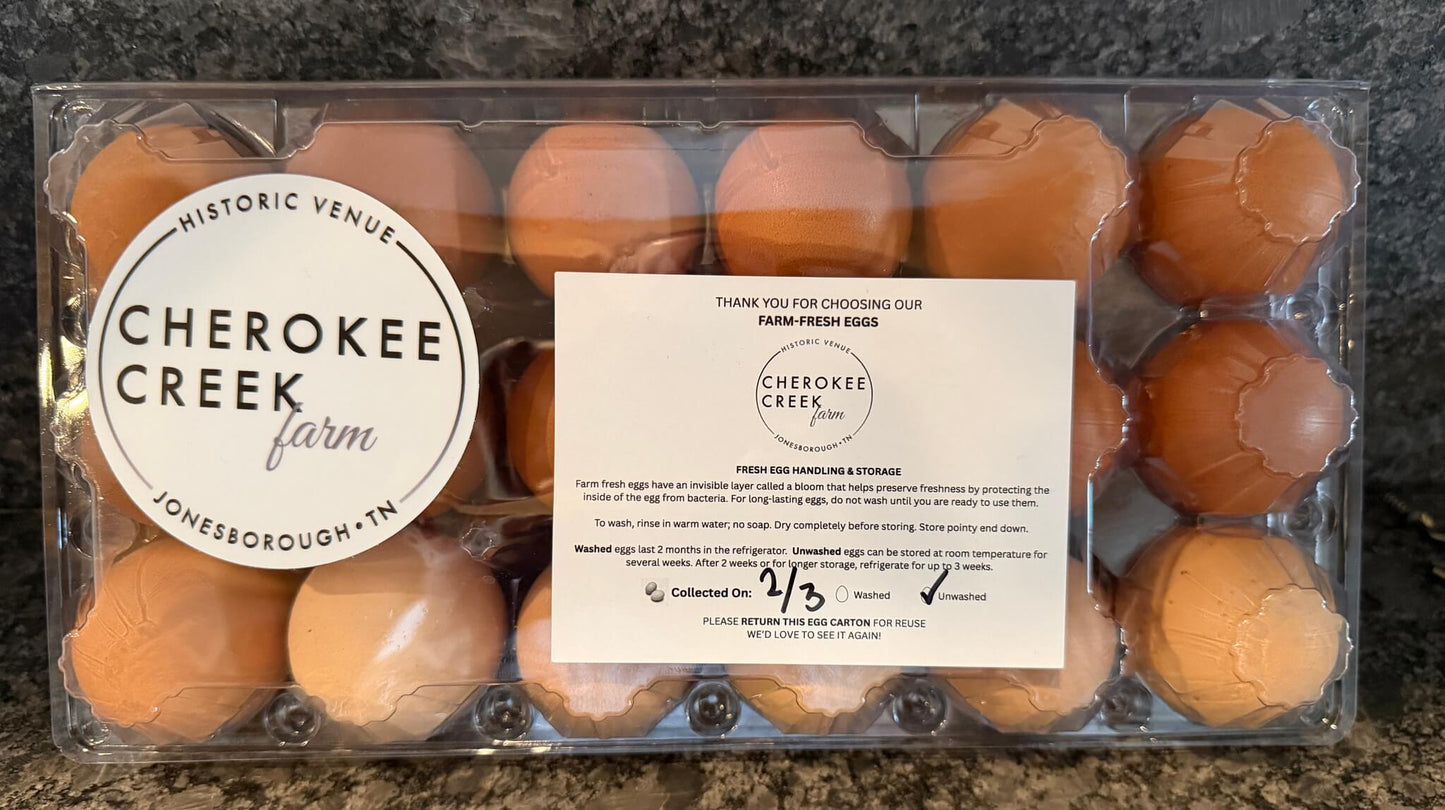 HISTORIC VENUE
CHEROKEE
CREEK
farm
JONESBOROUGH • TN
THANK YOU FOR CHOOSING OUR
FARM-FRESH EGGS
HISTORIC VENUE
CHEROKEE
CREEK
farm
JONESBOROUGH • TN
FRESH EGG HANDLING & STORAGE
Farm fresh eggs have an invisible layer called a bloom that helps preserve freshness by protecting the
inside of the egg from bacteria. For long-lasting eggs, do not wash until you are ready to use them.
To wash, rinse in warm water; no soap. Dry completely before storing. Store pointy end down.
Washed eggs last 2 months in the refrigerator. Unwashed eggs can be stored at room temperature for
several weeks. After 2 weeks or for longer storage, refrigerate for up to 3 weeks.
Collected On: 2/3 Washed ✓ Unwashed
PLEASE RETURN THIS EGG CARTON FOR REUSE
WE'D LOVE TO SEE IT AGAIN!